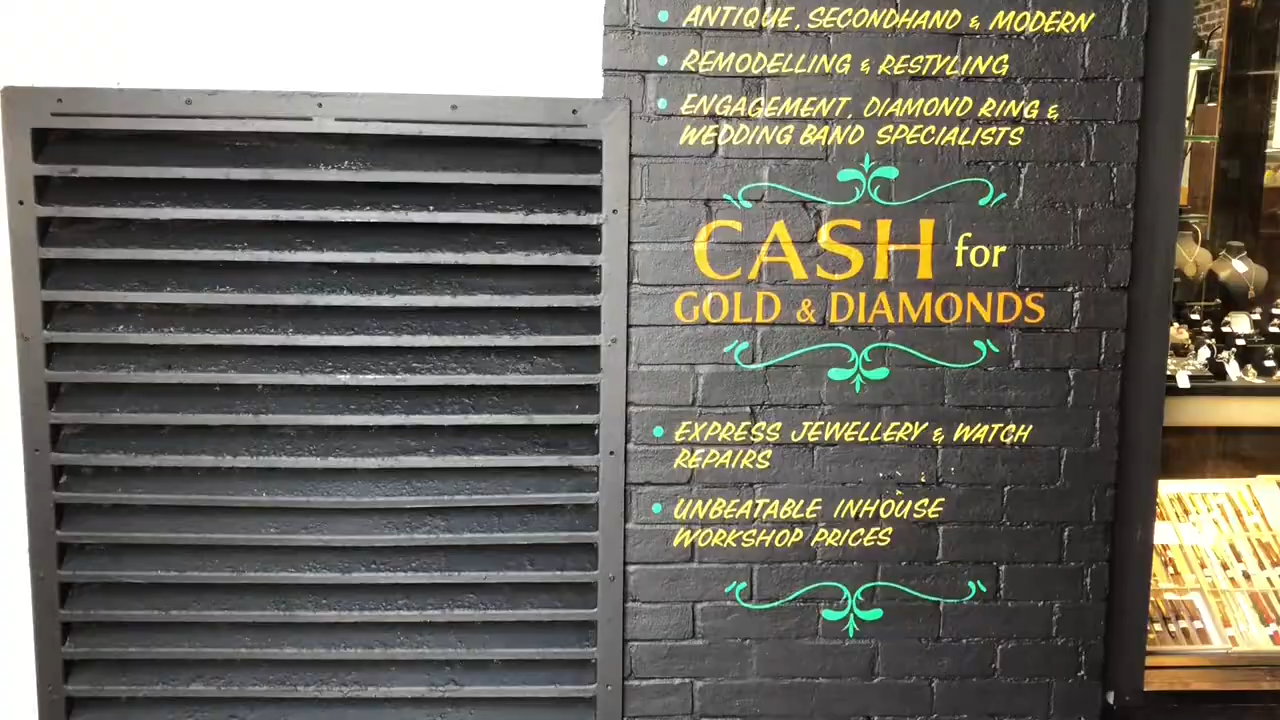 • ANTIQUE, SECONDHAND & MODERN
• REMODELLING & RESTYLING
• ENGAGEMENT, DIAMOND RING &
WEDDING BAND SPECIALISTS
CASH for
GOLD & DIAMONDS
• EXPRESS JEWELLERY & WATCH
REPAIRS
• UNBEATABLE INHOUSE
WORKSHOP PRICES